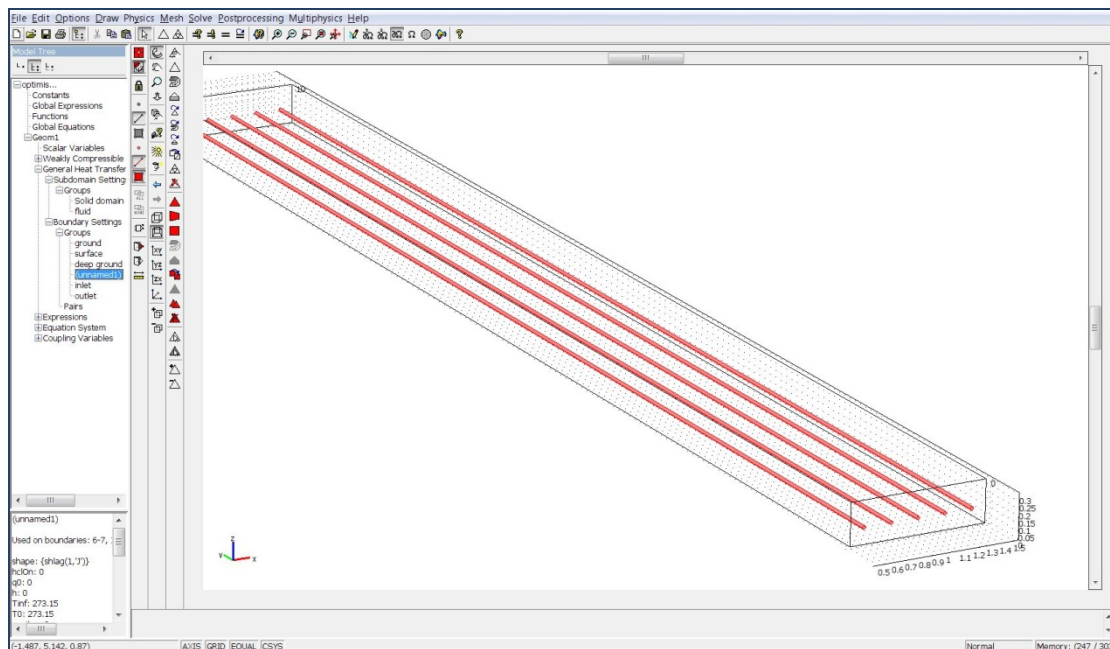 File Edit Options Draw Physics Mesh Solve Postprocessing Multiphysics Help
Model Tree
optimis...
Constants
Global Expressions
Functions
Global Equations
Geom1
Scalar Variables
Weakly Compressible
General Heat Transfer
Subdomain Setting
Groups
Solid domain
fluid
Boundary Settings
Groups
ground
surface
deep ground
(unnamed1)
inlet
outlet
Pairs
Expressions
Equation System
Coupling Variables
(unnamed1)
Used on boundaries: 6-7,
shape: {shlag(1,'J')}
hclOn: 0
q0: 0
h: 0
Tinf: 273.15
T0: 273.15
10
0
0.3
0.25
0.2
0.15
0.1
0.05
0
0.5 0.6 0.7 0.8 0.9 1 1.1 1.2 1.3 1.4 1.5
z
y x
xy
yz
zx
(-1.487, 5.142, 0.87)
AXIS GRID EQUAL CSYS
Normal
Memory: (247 / 30